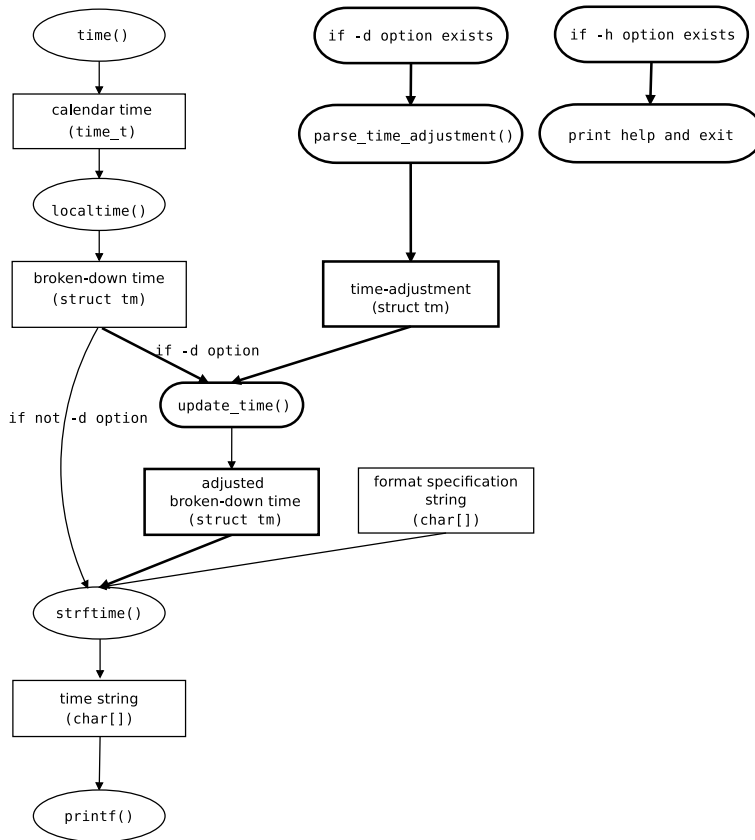 time()
if -d option exists
if -h option exists
calendar time
(time_t)
parse_time_adjustment()
print help and exit
localtime()
broken-down time
(struct tm)
time-adjustment
(struct tm)
if -d option
update_time()
if not -d option
adjusted
broken-down time
(struct tm)
format specification
string
(char[])
strftime()
time string
(char[])
printf()